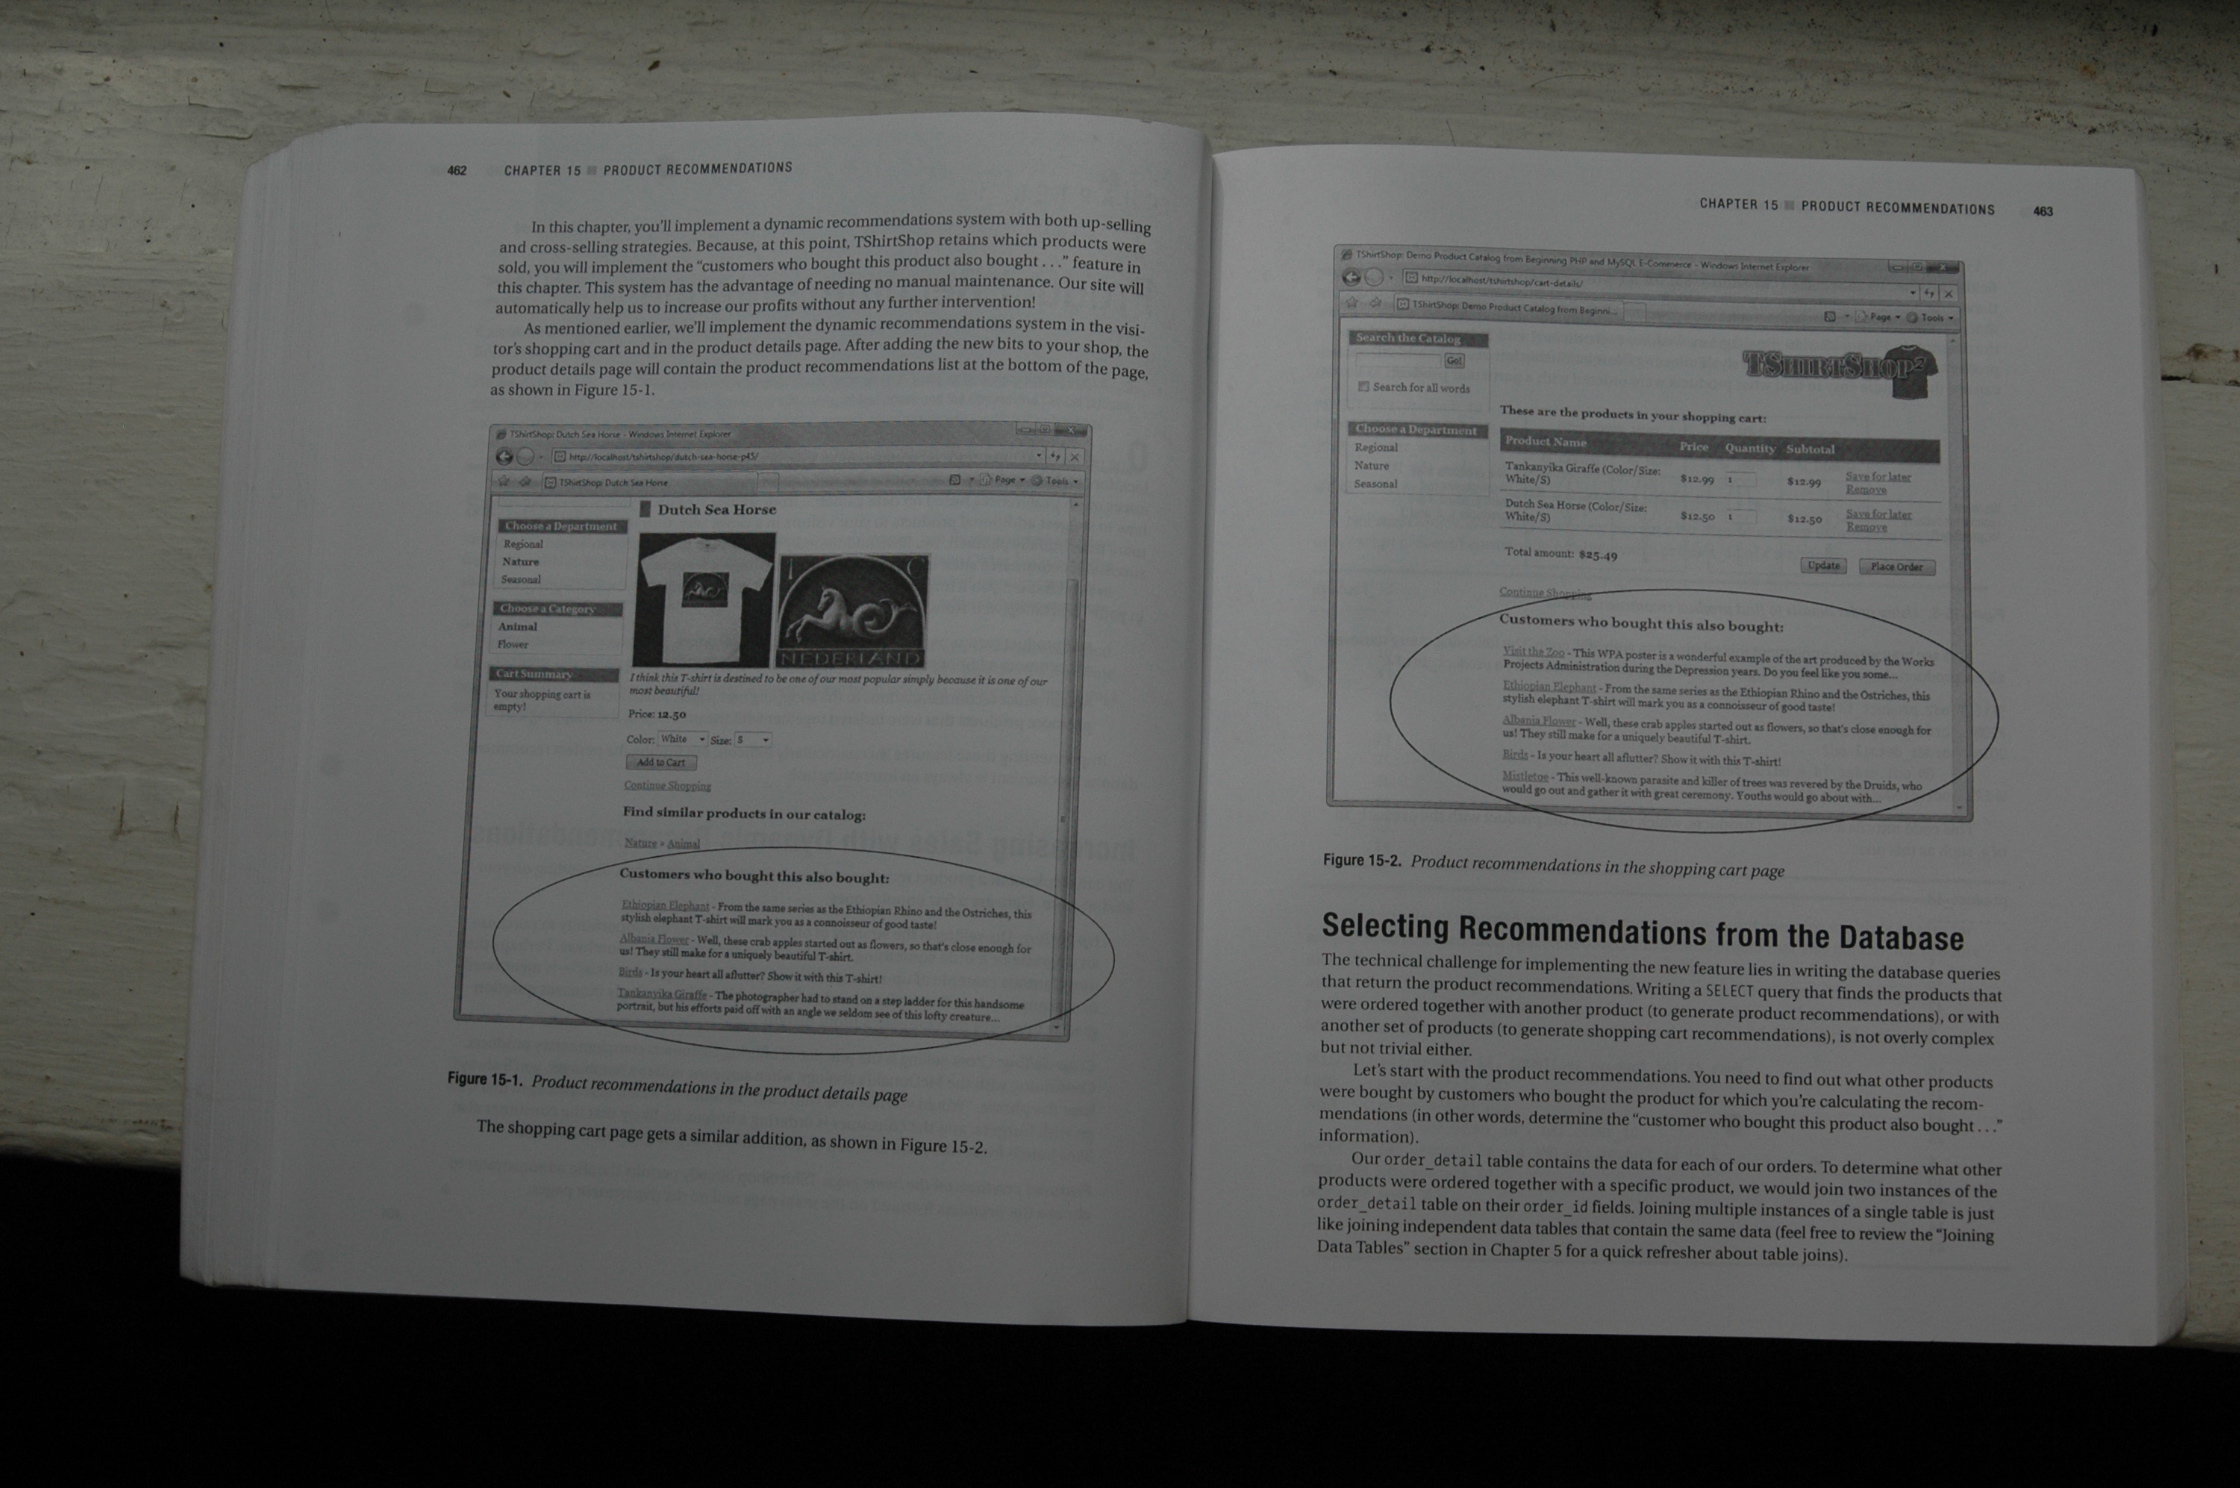 462 CHAPTER 15 ■ PRODUCT RECOMMENDATIONS
In this chapter, you'll implement a dynamic recommendations system with both up-selling
and cross-selling strategies. Because, at this point, TShirtShop retains which products were
sold, you will implement the "customers who bought this product also bought . . ." feature in
this chapter. This system has the advantage of needing no manual maintenance. Our site will
automatically help us to increase our profits without any further intervention!
As mentioned earlier, we'll implement the dynamic recommendations system in the visi-
tor's shopping cart and in the product details page. After adding the new bits to your shop, the
product details page will contain the product recommendations list at the bottom of the page,
as shown in Figure 15-1.
TShirtShop: Dutch Sea Horse - Windows Internet Explorer
http://localhost/tshirtshop/dutch-sea-horse-p45/
TShirtShop: Dutch Sea Horse
Page Tools
Choose a Department
Regional
Nature
Seasonal
Choose a Category
Animal
Flower
Cart Summary
Your shopping cart is
empty!
Dutch Sea Horse
NEDERLAND
I think this T-shirt is destined to be one of our most popular simply because it is one of our
most beautiful!
Price: 12.50
Color: White Size: S
Add to Cart
Continue Shopping
Find similar products in our catalog:
Nature » Animal
Customers who bought this also bought:
Ethiopian Elephant - From the same series as the Ethiopian Rhino and the Ostriches, this
stylish elephant T-shirt will mark you as a connoisseur of good taste!
Albania Flower - Well, these crab apples started out as flowers, so that's close enough for
us! They still make for a uniquely beautiful T-shirt.
Birds - Is your heart all aflutter? Show it with this T-shirt!
Tankanyika Giraffe - The photographer had to stand on a step ladder for this handsome
portrait, but his efforts paid off with an angle we seldom see of this lofty creature...
Figure 15-1. Product recommendations in the product details page
The shopping cart page gets a similar addition, as shown in Figure 15-2.
CHAPTER 15 ■ PRODUCT RECOMMENDATIONS 463
TShirtShop: Demo Product Catalog from Beginning PHP and MySQL E-Commerce - Windows Internet Explorer
http://localhost/tshirtshop/cart-details/
TShirtShop: Demo Product Catalog from Beginni...
Page Tools
Search the Catalog
Go!
Search for all words
Choose a Department
Regional
Nature
Seasonal
TSHIRTSHOP
These are the products in your shopping cart:
Product Name Price Quantity Subtotal
Tankanyika Giraffe (Color/Size: $12.99 1 $12.99 Save for later
White/S) Remove
Dutch Sea Horse (Color/Size: $12.50 1 $12.50 Save for later
White/S) Remove
Total amount: $25.49 Update Place Order
Continue Shopping
Customers who bought this also bought:
Visit the Zoo - This WPA poster is a wonderful example of the art produced by the Works
Projects Administration during the Depression years. Do you feel like you some...
Ethiopian Elephant - From the same series as the Ethiopian Rhino and the Ostriches, this
stylish elephant T-shirt will mark you as a connoisseur of good taste!
Albania Flower - Well, these crab apples started out as flowers, so that's close enough for
us! They still make for a uniquely beautiful T-shirt.
Birds - Is your heart all aflutter? Show it with this T-shirt!
Mistletoe - This well-known parasite and killer of trees was revered by the Druids, who
would go out and gather it with great ceremony. Youths would go about with...
Figure 15-2. Product recommendations in the shopping cart page
Selecting Recommendations from the Database
The technical challenge for implementing the new feature lies in writing the database queries
that return the product recommendations. Writing a SELECT query that finds the products that
were ordered together with another product (to generate product recommendations), or with
another set of products (to generate shopping cart recommendations), is not overly complex
but not trivial either.
Let's start with the product recommendations. You need to find out what other products
were bought by customers who bought the product for which you're calculating the recom-
mendations (in other words, determine the "customer who bought this product also bought . . ."
information).
Our order_detail table contains the data for each of our orders. To determine what other
products were ordered together with a specific product, we would join two instances of the
order_detail table on their order_id fields. Joining multiple instances of a single table is just
like joining independent data tables that contain the same data (feel free to review the "Joining
Data Tables" section in Chapter 5 for a quick refresher about table joins).